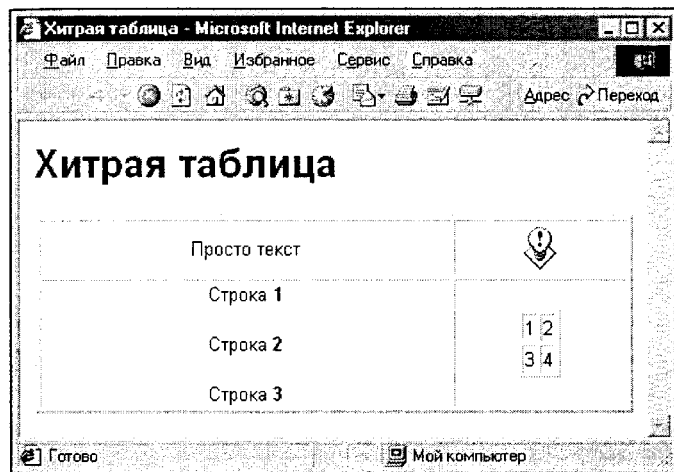 Хитрая таблица - Microsoft Internet Explorer
Файл Правка Вид Избранное Сервис Справка
Адрес Переход
Хитрая таблица
Просто текст
Строка 1
Строка 2
Строка 3
1 2
3 4
Готово
Мой компьютер